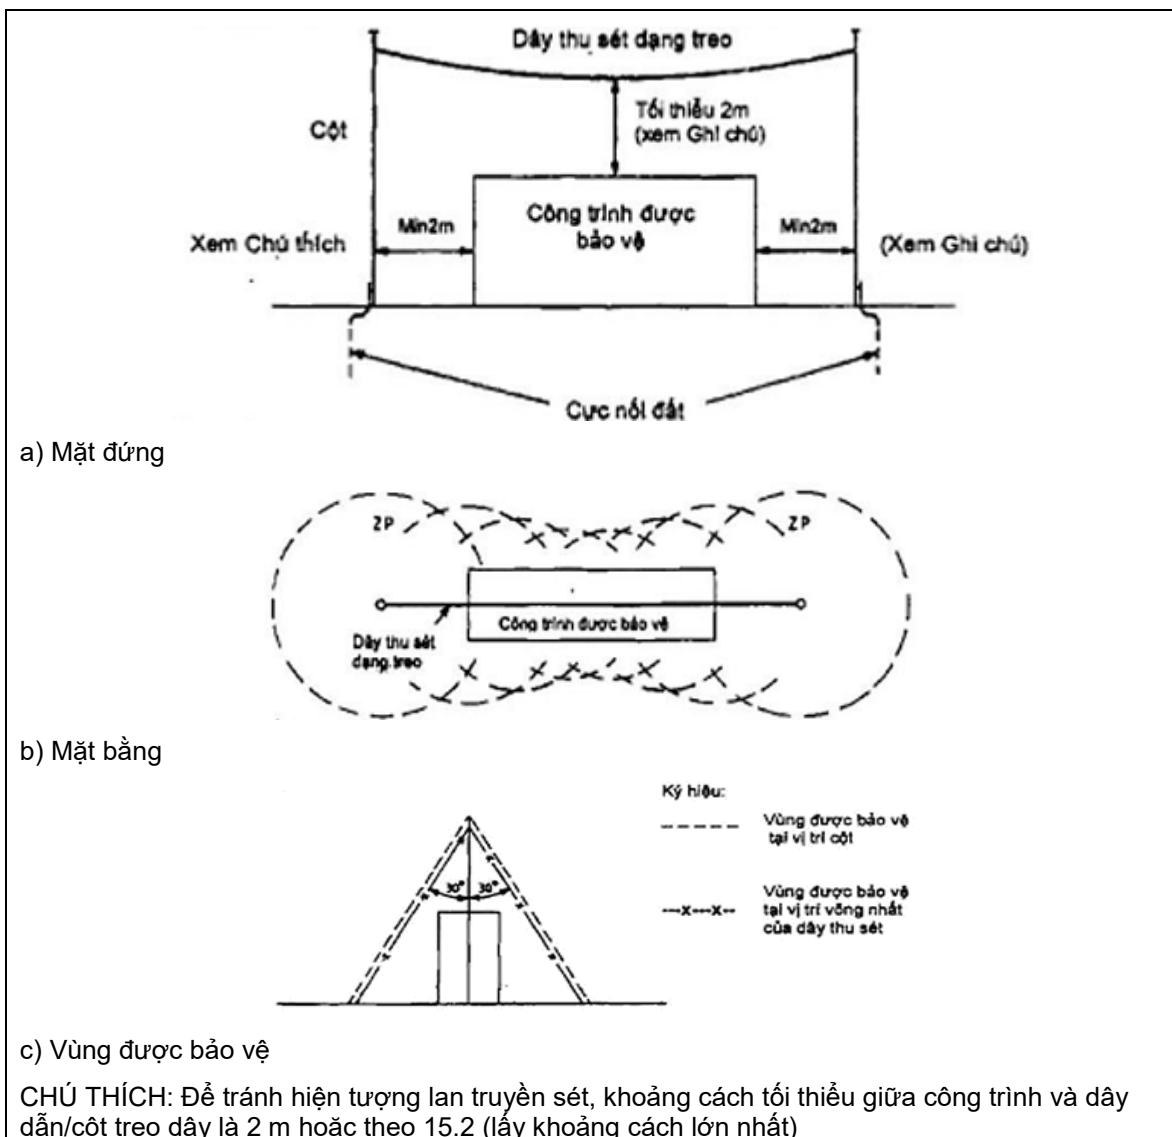 Dây thu sét dạng treo
Tối thiểu 2m
(xem Ghi chú)
Cột
Công trình được
bảo vệ
Min2m
Min2m
Xem Chú thích
(Xem Ghi chú)
Cực nối đất
a) Mặt đứng
ZP
ZP
Công trình được bảo vệ
Dây thu sét
dạng treo
b) Mặt bằng
Ký hiệu:
Vùng được bảo vệ
tại vị trí cột
30° 30°
Vùng được bảo vệ
---x---x--
tại vị trí võng nhất
của dây thu sét
c) Vùng được bảo vệ
CHÚ THÍCH: Để tránh hiện tượng lan truyền sét, khoảng cách tối thiểu giữa công trình và dây
dẫn/cột treo dây là 2 m hoặc theo 15.2 (lấy khoảng cách lớn nhất)